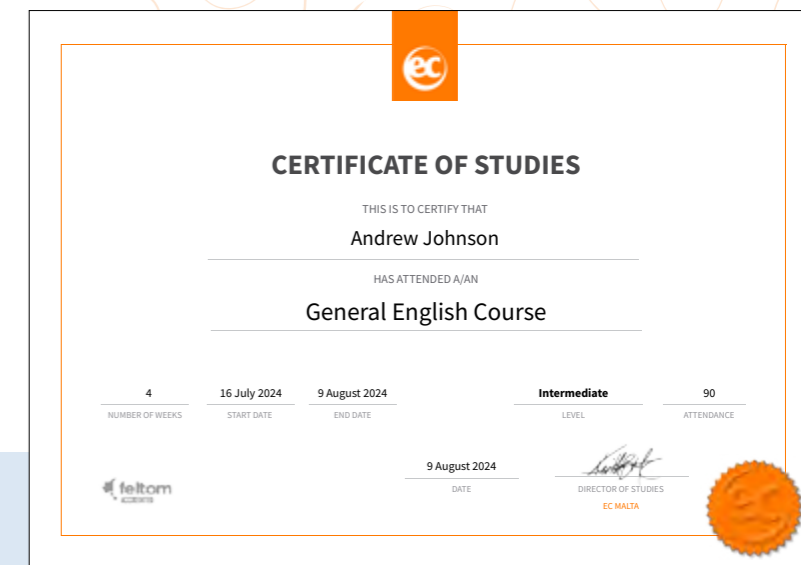 ec
CERTIFICATE OF STUDIES
THIS IS TO CERTIFY THAT
Andrew Johnson
HAS ATTENDED A/AN
General English Course
4 16 July 2024 9 August 2024 Intermediate 90
NUMBER OF WEEKS START DATE END DATE LEVEL ATTENDANCE
9 August 2024
feltom
DATE DIRECTOR OF STUDIES
EC MALTA
ec